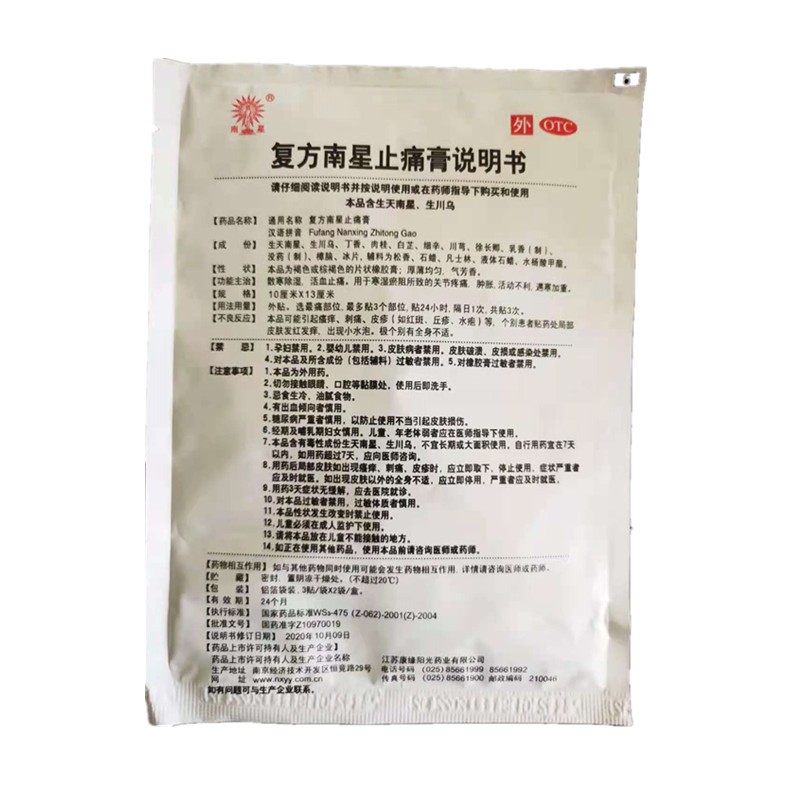 南星®
外 OTC
复方南星止痛膏说明书
请仔细阅读说明书并按说明使用或在药师指导下购买和使用
本品含生天南星、生川乌
【药品名称】 通用名称 复方南星止痛膏
汉语拼音 Fufang Nanxing Zhitong Gao
【成 份】 生天南星、生川乌、丁香、肉桂、白芷、细辛、川芎、徐长卿、乳香(制)、
没药(制)、樟脑、冰片,辅料为松香、石蜡、凡士林、液体石蜡、水杨酸甲酯。
【性 状】 本品为褐色或棕褐色的片状橡胶膏;厚薄均匀,气芳香。
【功能主治】 散寒除湿,活血止痛。用于寒湿瘀阻所致的关节疼痛,肿胀,活动不利,遇寒加重。
【规 格】 10厘米X13厘米
【用法用量】 外贴。选最痛部位,最多贴3个部位,贴24小时,隔日1次,共贴3次。
【不良反应】 本品可能引起瘙痒、刺痛、皮疹(如红斑、丘疹、水疱)等,个别患者贴药处局部
皮肤发红发痒,出现小水泡。极个别有全身不适。
【禁 忌】 1.孕妇禁用。2.婴幼儿禁用。3.皮肤病者禁用。皮肤破溃、皮损或感染处禁用。
4.对本品及所含成份(包括辅料)过敏者禁用。5.对橡胶膏过敏者禁用。
【注意事项】 1.本品为外用药。
2.切勿接触眼睛、口腔等黏膜处,使用后即洗手。
3.忌食生冷、油腻食物。
4.有出血倾向者慎用。
5.糖尿病严重者慎用,以防止使用不当引起皮肤损伤。
6.经期及哺乳期妇女慎用。儿童、年老体弱者应在医师指导下使用。
7.本品含有毒性成份生天南星、生川乌,不宜长期或大面积使用,自行用药宜在7天
以内,如用药超过7天,应向医师咨询。
8.用药后局部皮肤如出现瘙痒、刺痛、皮疹时,应立即取下,停止使用,症状严重者
应及时就医。如出现皮肤以外的全身不适,应立即停用,严重者应及时就医。
9.用药3天症状无缓解,应去医院就诊。
10.对本品过敏者禁用,过敏体质者慎用。
11.本品性状发生改变时禁止使用。
12.儿童必须在成人监护下使用。
13.请将本品放在儿童不能接触的地方。
14.如正在使用其他药品,使用本品前请咨询医师或药师。
【药物相互作用】 如与其他药物同时使用可能会发生药物相互作用,详情请咨询医师或药师。
【贮 藏】 密封,置阴凉干燥处。(不超过20℃)
【包 装】 铝箔袋装,3贴/袋X2袋/盒。
【有 效 期】 24个月
【执行标准】 国家药品标准WS₃-475 (Z-062)-2001(Z)-2004
【批准文号】 国药准字Z10970019
【说明书修订日期】 2020年10月09日
【药品上市许可持有人及生产企业】
药品上市许可持有人及生产企业名称 江苏康缘阳光药业有限公司
生产地址 南京经济技术开发区恒竞路29号 电话号码 (025)85661999 85661992
网 址 www.nxyy.com.cn 传真号码 (025)85661900 邮政编码 210046
如有问题可与生产企业联系。